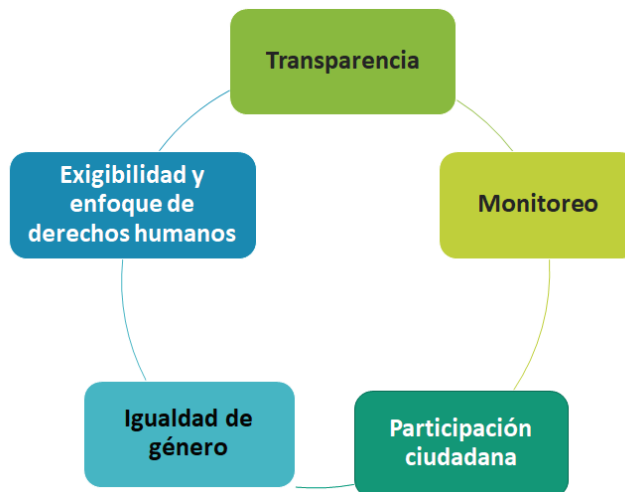 Transparencia
Monitoreo
Participación
ciudadana
Igualdad de
género
Exigibilidad y
enfoque de
derechos humanos